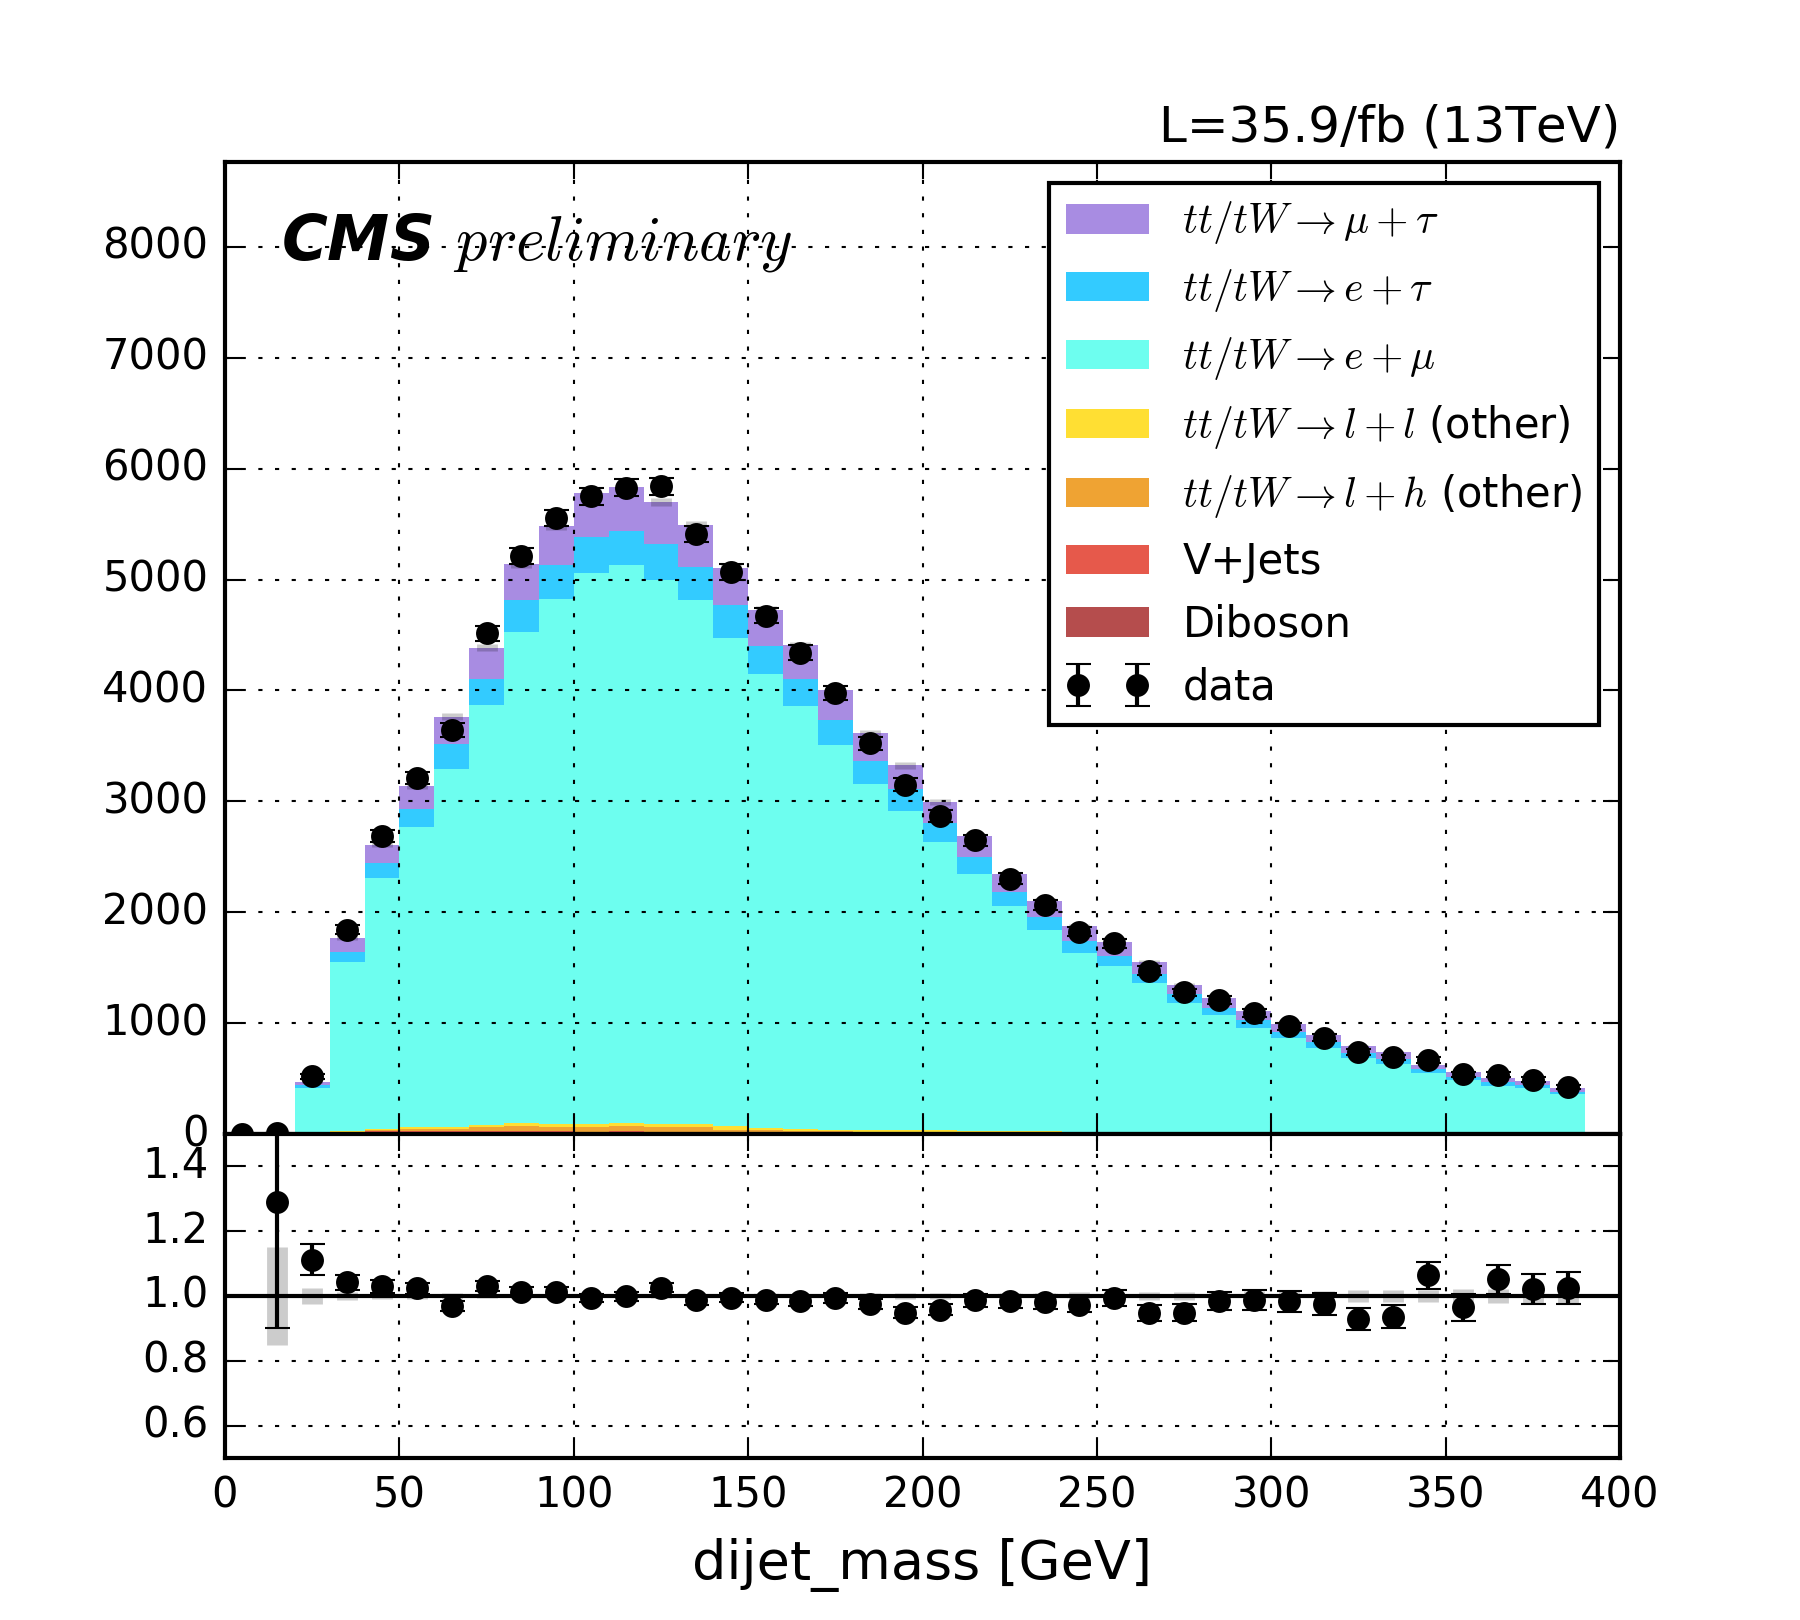 L=35.9/fb (13TeV)
CMS preliminary
8000
7000
6000
5000
4000
3000
2000
1000
0
tt/tW → μ + τ
tt/tW → e + τ
tt/tW → e + μ
tt/tW → l + l (other)
tt/tW → l + h (other)
V+Jets
Diboson
data
1.4
1.2
1.0
0.8
0.6
0 50 100 150 200 250 300 350 400
dijet_mass [GeV]